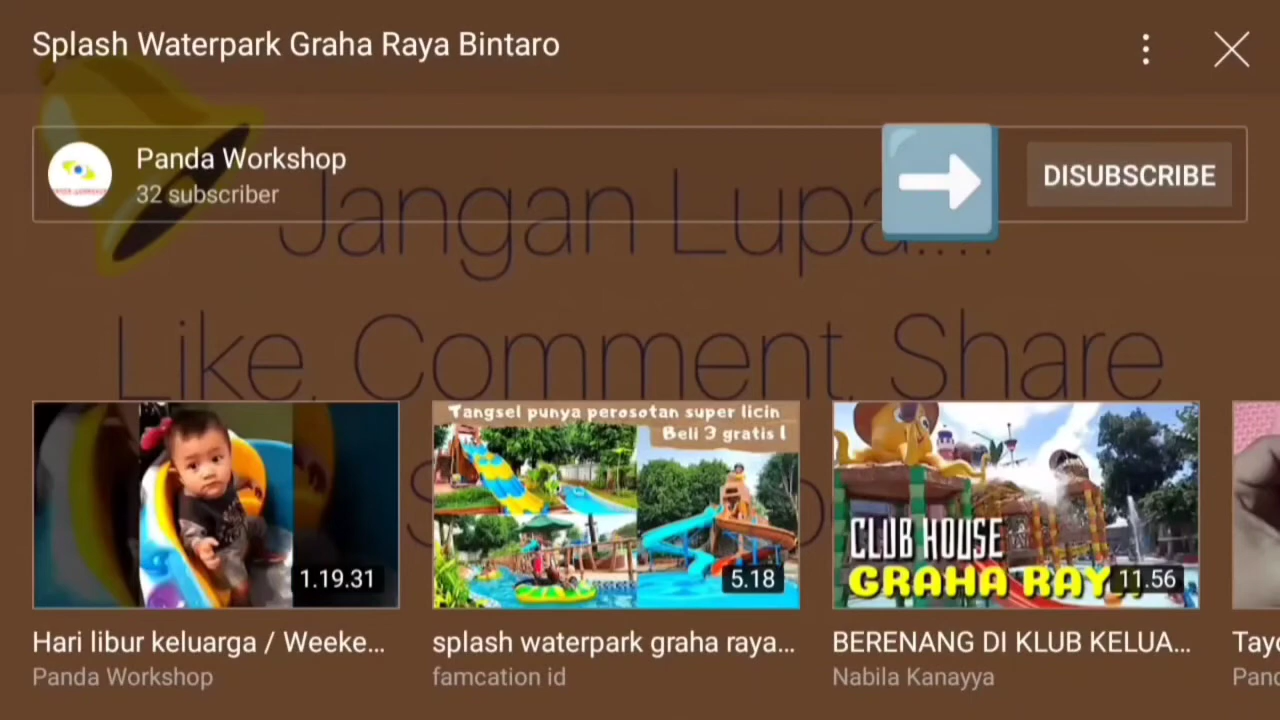 Splash Waterpark Graha Raya Bintaro
Panda Workshop
32 subscriber
DISUBSCRIBE
Jangan Lupa....
Like, Comment, Share
Tangsel punya perosotan super licin
Beli 3 gratis 1
1.19.31
5.18
CLUB HOUSE
GRAHA RAY
11.56
Hari libur keluarga / Weeke...
splash waterpark graha raya...
BERENANG DI KLUB KELUA...
Panda Workshop
famcation id
Nabila Kanayya